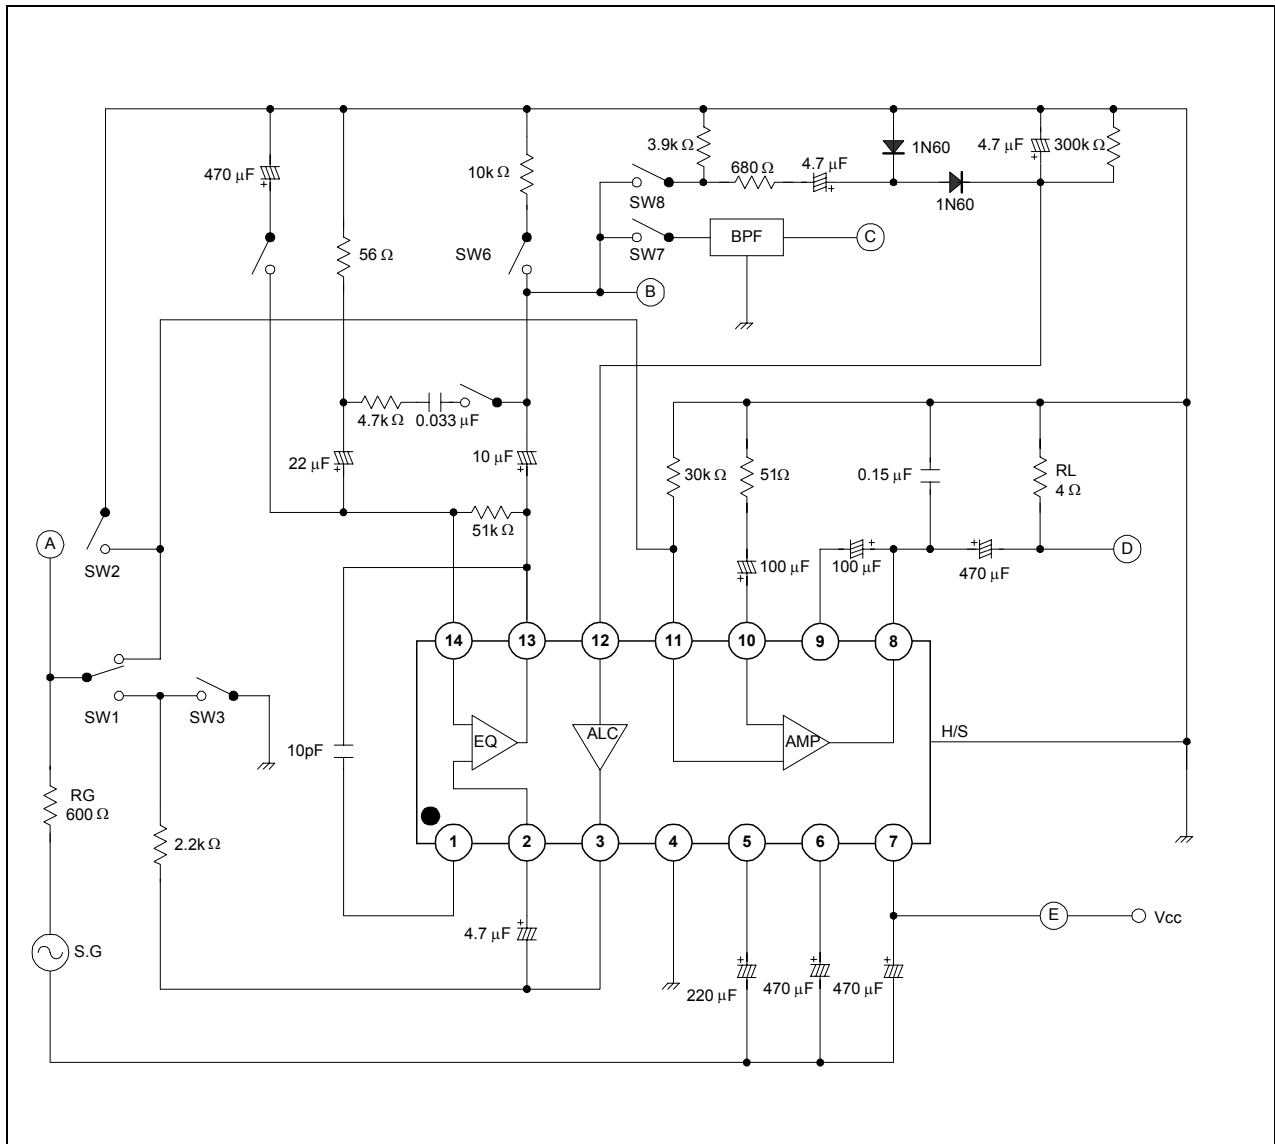 470 μF
+
56 Ω
10k Ω
SW6
3.9k Ω
680 Ω
4.7 μF
+
1N60
1N60
4.7 μF
+
300k Ω
SW8
SW7
BPF
C
B
4.7k Ω
0.033 μF
22 μF
+
10 μF
+
51k Ω
30k Ω
51Ω
0.15 μF
RL
4 Ω
A
SW2
+
100 μF
+
100 μF
+
470 μF
D
14
13
12
11
10
9
8
SW1
SW3
10pF
EQ
ALC
AMP
H/S
RG
600 Ω
2.2k Ω
1
2
3
4
5
6
7
S.G
+
4.7 μF
+
220 μF
+
470 μF
+
470 μF
E
Vcc